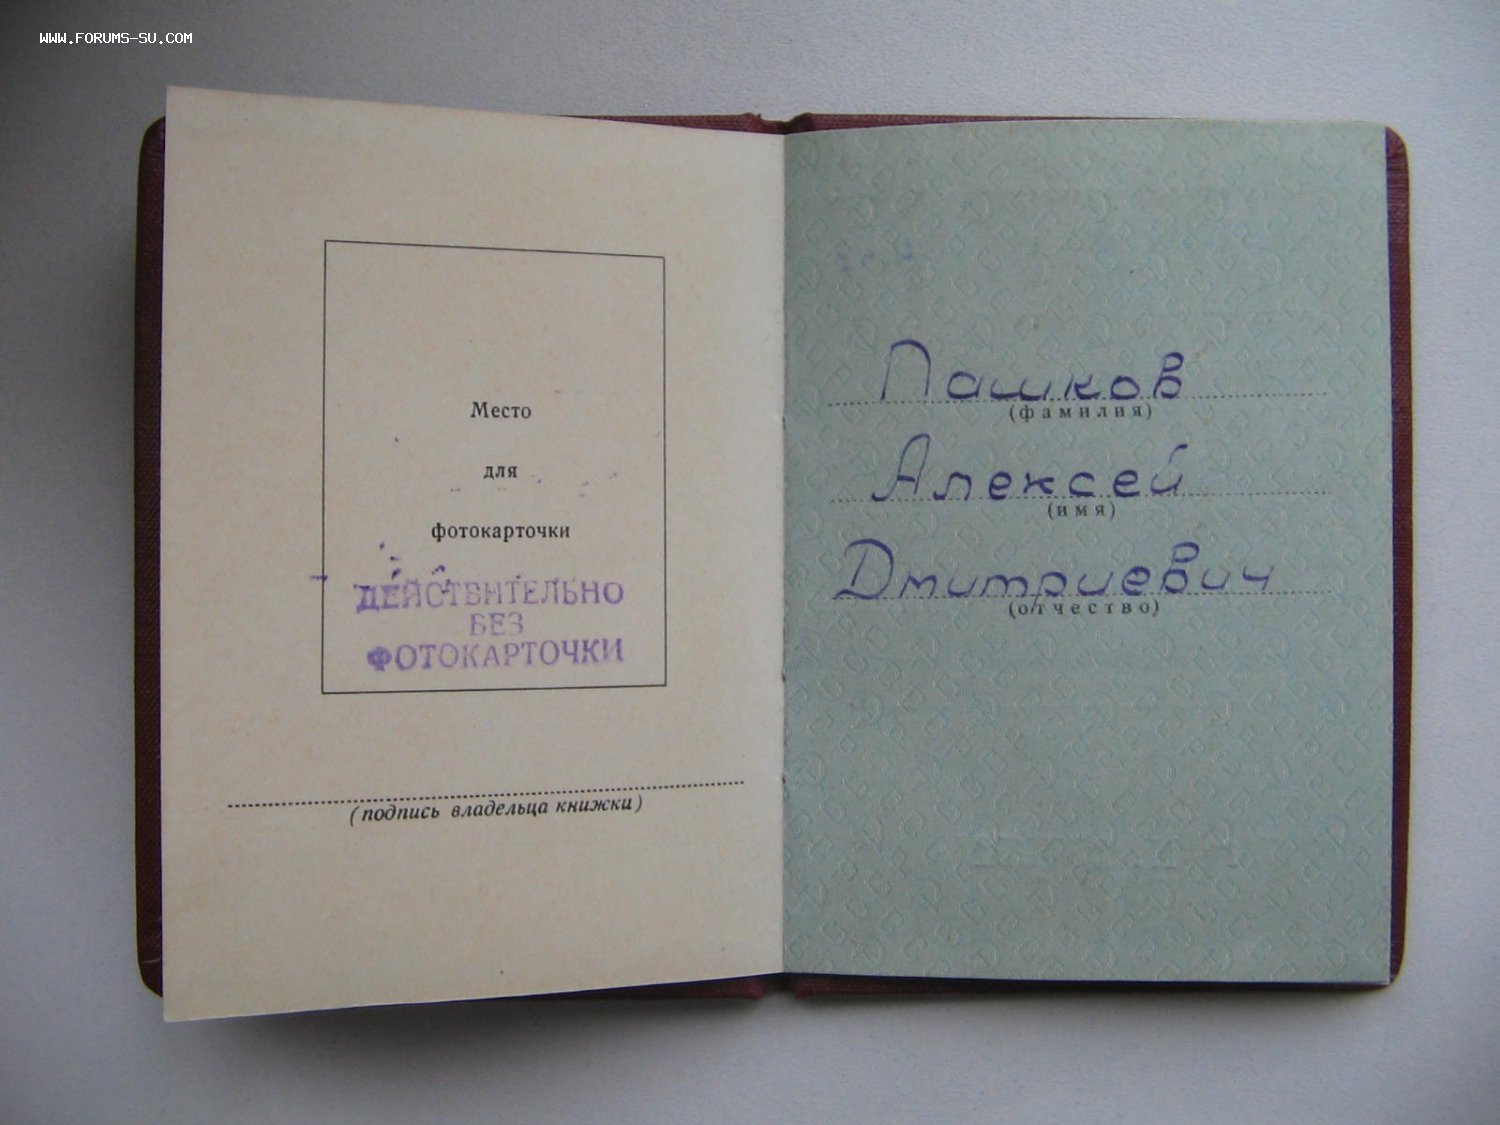 WWW.FORUMS-SU.COM
Место
для
фотокарточки
ДЕЙСТВИТЕЛЬНО
БЕЗ
ФОТОКАРТОЧКИ
(подпись владельца книжки)
Пашков
(фамилия)
Алексей
(имя)
Дмитриевич
(отчество)